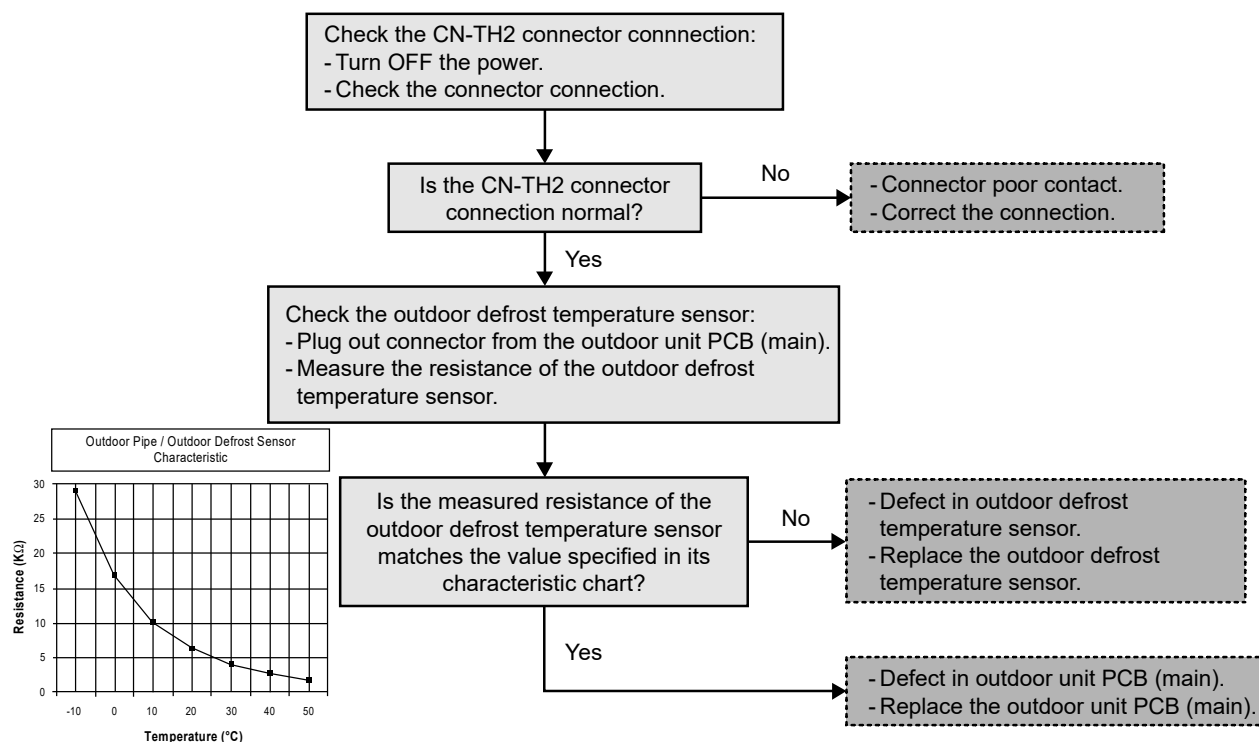 Check the CN-TH2 connector connnection:
- Turn OFF the power.
- Check the connector connection.
Is the CN-TH2 connector
connection normal?
No
- Connector poor contact.
- Correct the connection.
Yes
Check the outdoor defrost temperature sensor:
- Plug out connector from the outdoor unit PCB (main).
- Measure the resistance of the outdoor defrost
temperature sensor.
Outdoor Pipe / Outdoor Defrost Sensor
Characteristic
Resistance (KΩ)
30
25
20
15
10
5
0
-10 0 10 20 30 40 50
Temperature (°C)
Is the measured resistance of the
outdoor defrost temperature sensor
matches the value specified in its
characteristic chart?
No
- Defect in outdoor defrost
temperature sensor.
- Replace the outdoor defrost
temperature sensor.
Yes
- Defect in outdoor unit PCB (main).
- Replace the outdoor unit PCB (main).